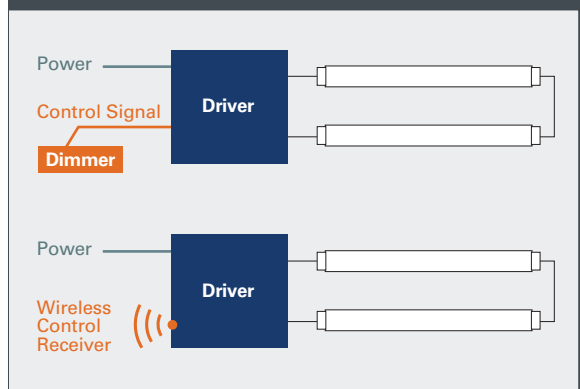 Power
Control Signal
Dimmer
Driver
Power
Driver
Wireless
Control
Receiver